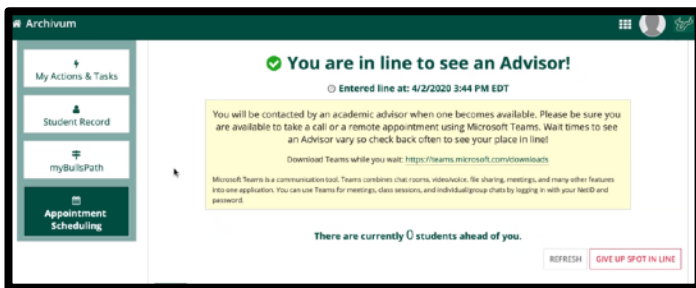 Archivum
My Actions & Tasks
Student Record
myBullsPath
Appointment
Scheduling
You are in line to see an Advisor!
Entered line at: 4/2/2020 3:44 PM EDT
You will be contacted by an academic advisor when one becomes available. Please be sure you
are available to take a call or a remote appointment using Microsoft Teams. Wait times to see
an Advisor vary so check back often to see your place in line!
Download Teams while you wait: https://teams.microsoft.com/downloads
Microsoft Teams is a communication tool. Teams combines chat rooms, video/voice, file sharing, meetings, and many other features
into one application. You can use Teams for meetings, class sessions, and individual/group chats by logging in with your NetID and
password.
There are currently 0 students ahead of you.
REFRESH GIVE UP SPOT IN LINE